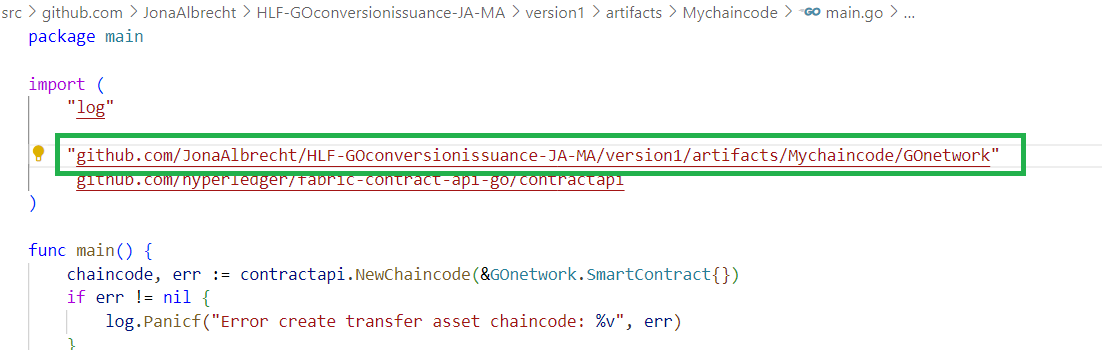 src > github.com > JonaAlbrecht > HLF-GOconversionissuance-JA-MA > version1 > artifacts > Mychaincode > GO main.go > ...
package main
import (
"log"
"github.com/JonaAlbrecht/HLF-GOconversionissuance-JA-MA/version1/artifacts/Mychaincode/GOnetwork"
github.com/hyperledger/fabric-contract-api-go/contractapi
)
func main() {
chaincode, err := contractapi.NewChaincode(&GOnetwork.SmartContract{})
if err != nil {
log.Panicf("Error create transfer asset chaincode: %v", err)
}